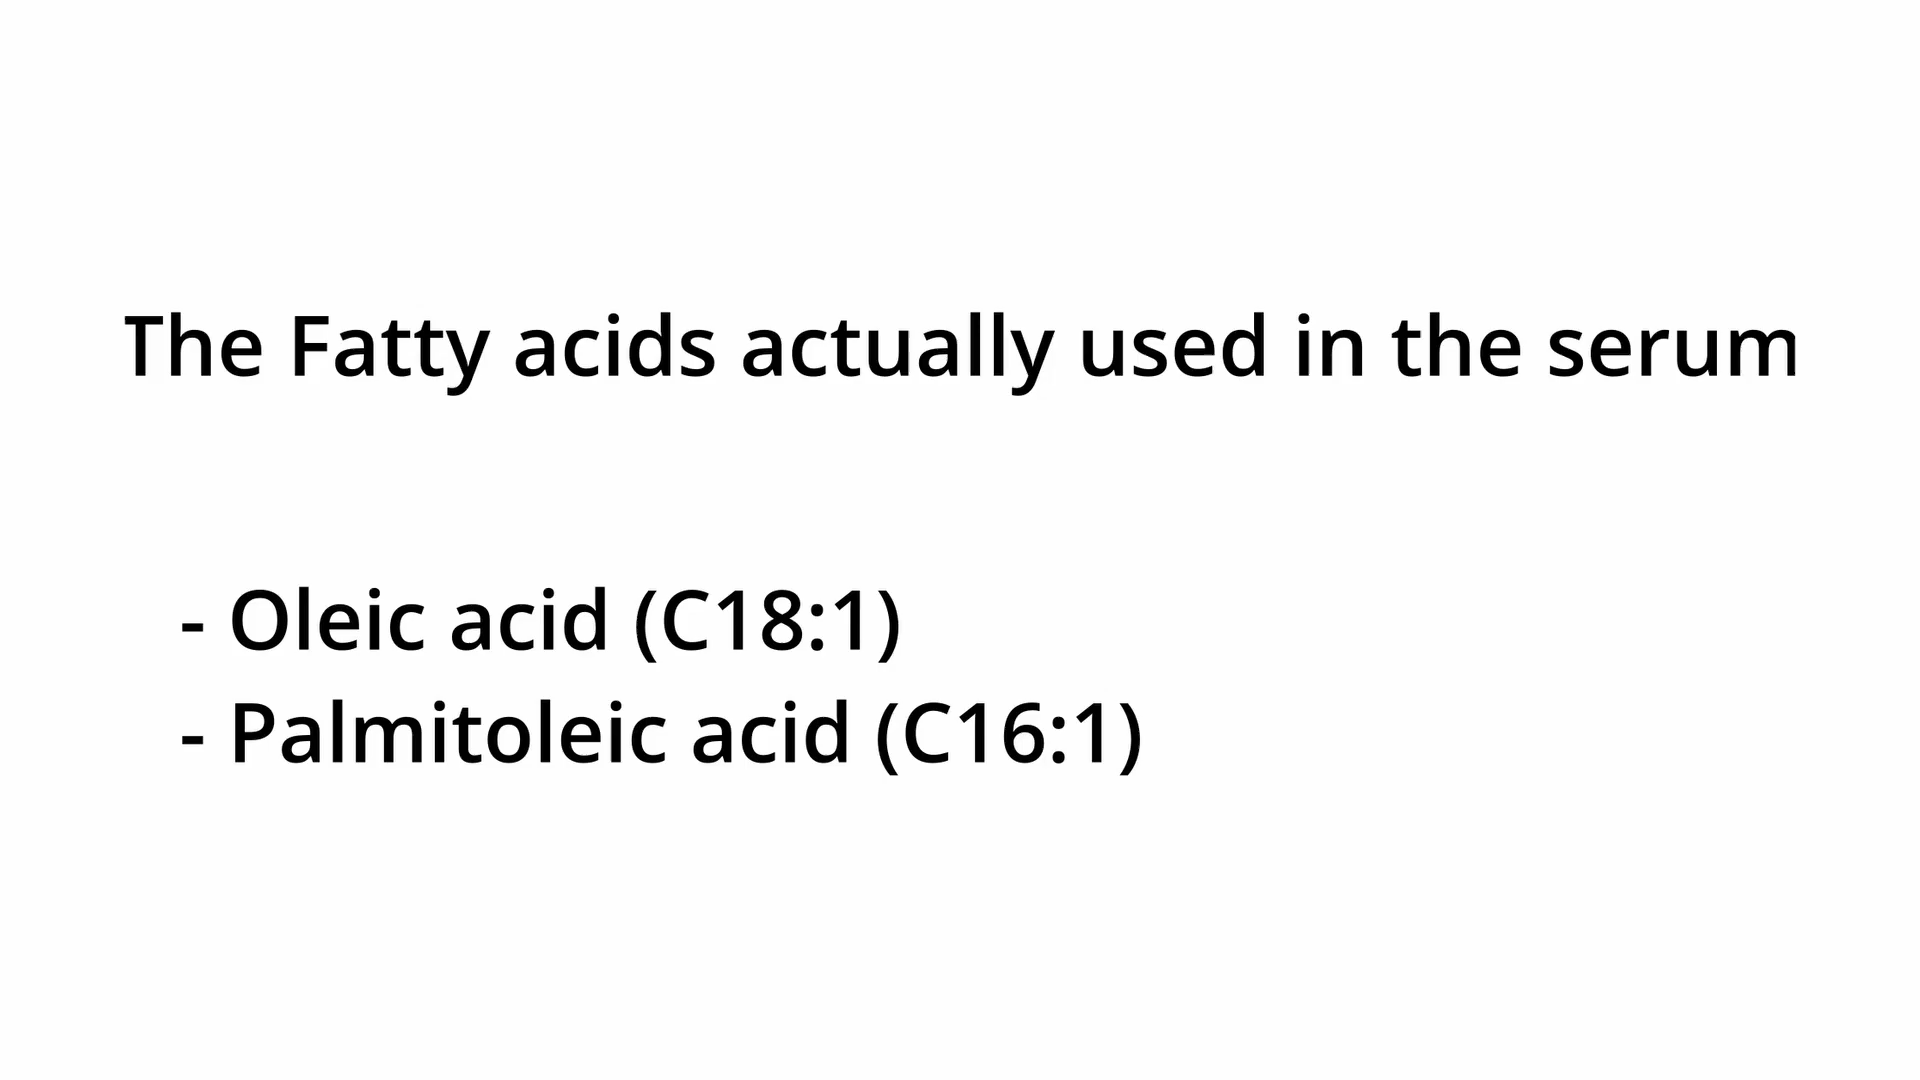 The Fatty acids actually used in the serum
- Oleic acid (C18:1)
- Palmitoleic acid (C16:1)